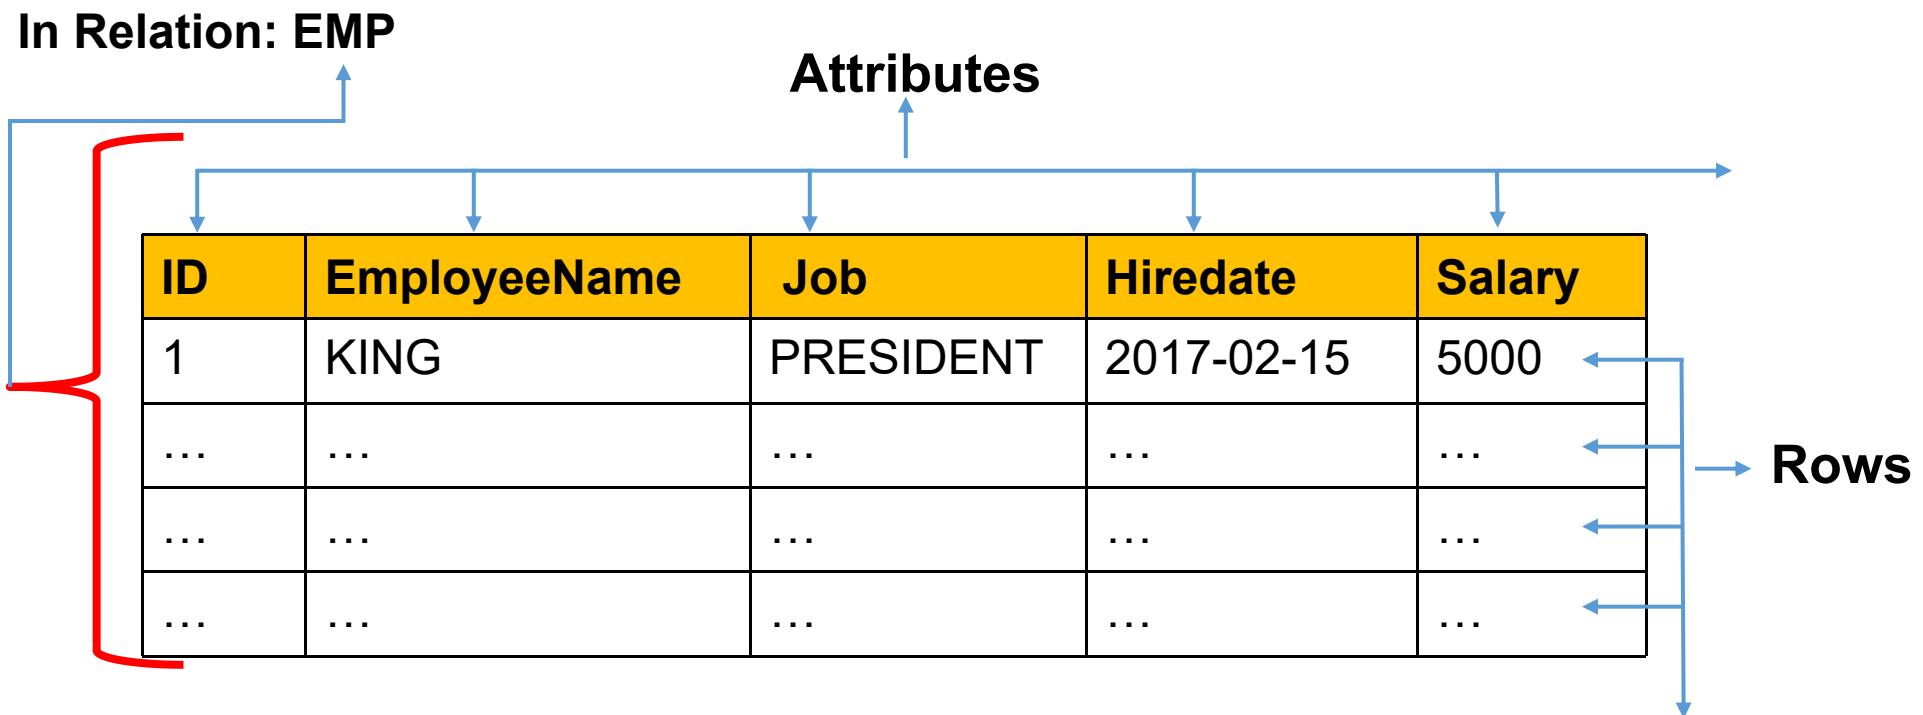 In Relation: EMP
Attributes
ID EmployeeName Job Hiredate Salary
1 KING PRESIDENT 2017-02-15 5000
… … … … …
Rows
… … … … …
… … … … …